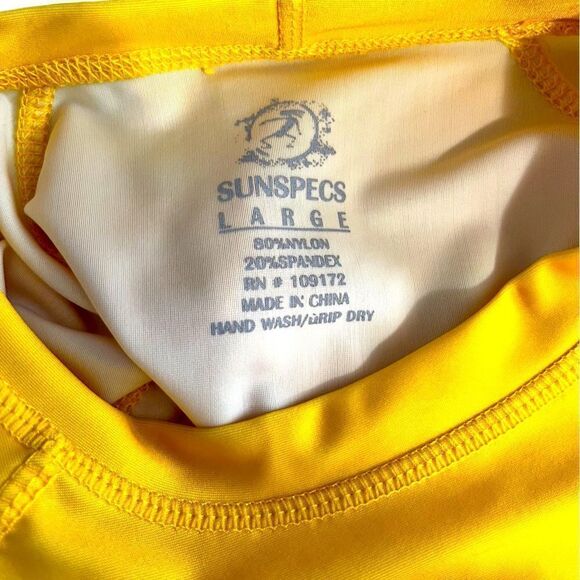 SUNSPECS
LARGE
80%NYLON
20%SPANDEX
RN # 109172
MADE IN CHINA
HAND WASH/DRIP DRY